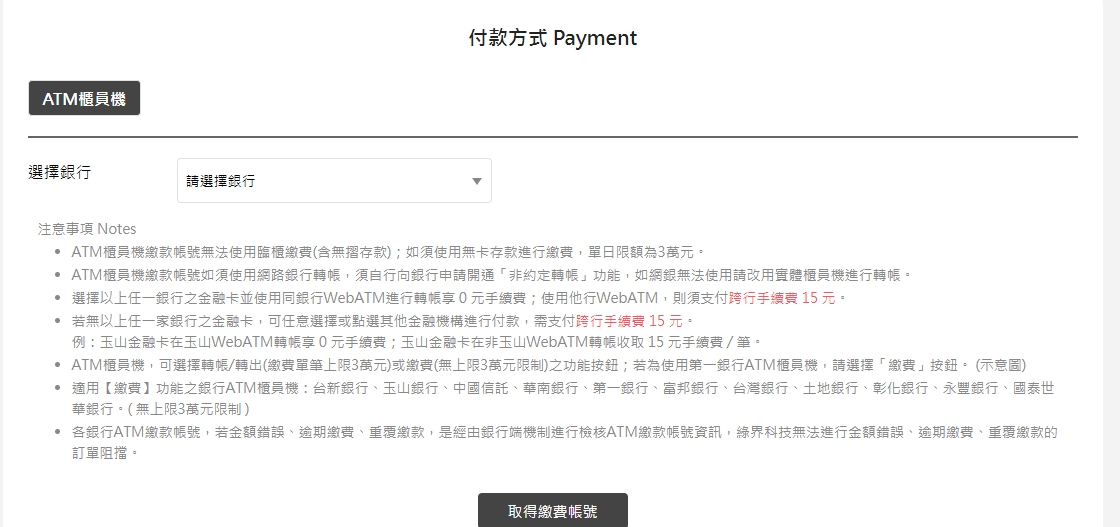 付款方式 Payment
ATM櫃員機
選擇銀行
請選擇銀行
注意事項 Notes
ATM櫃員機繳款帳號無法使用臨櫃繳費(含無摺存款)；如須使用無卡存款進行繳費，單日限額為3萬元。
ATM櫃員機繳款帳號如須使用網路銀行轉帳，須自行向銀行申請開通「非約定轉帳」功能，如網銀無法使用請改用實體櫃員機進行轉帳。
選擇以上任一銀行之金融卡並使用同銀行WebATM進行轉帳享 0 元手續費；使用他行WebATM，則須支付跨行手續費 15 元。
若無以上任一家銀行之金融卡，可任意選擇或點選其他金融機構進行付款，需支付跨行手續費 15 元。
例：玉山金融卡在玉山WebATM轉帳享 0 元手續費；玉山金融卡在非玉山WebATM轉帳收取 15 元手續費 / 筆。
ATM櫃員機，可選擇轉帳/轉出(繳費單筆上限3萬元)或繳費(無上限3萬元限制)之功能按鈕；若為使用第一銀行ATM櫃員機，請選擇「繳費」按鈕。(示意圖)
適用【繳費】功能之銀行ATM櫃員機：台新銀行、玉山銀行、中國信託、華南銀行、第一銀行、富邦銀行、台灣銀行、土地銀行、彰化銀行、永豐銀行、國泰世
華銀行。( 無上限3萬元限制 )
各銀行ATM繳款帳號，若金額錯誤、逾期繳費、重覆繳款，是經由銀行端機制進行檢核ATM繳款帳號資訊，綠界科技無法進行金額錯誤、逾期繳費、重覆繳款的
訂單阻擋。
取得繳費帳號